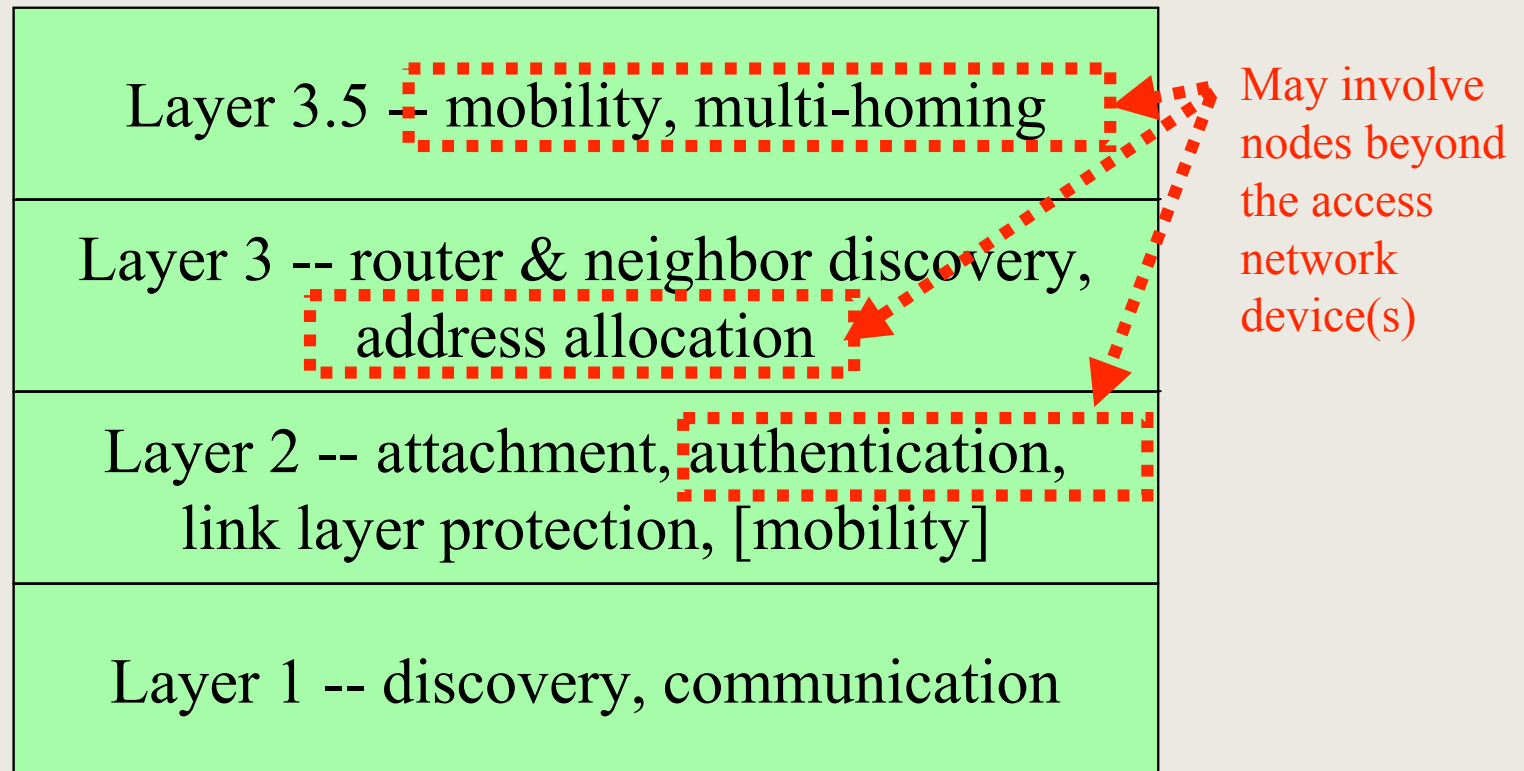 Layer 3.5 -- mobility, multi-homing
Layer 3 -- router & neighbor discovery,
address allocation
Layer 2 -- attachment, authentication,
link layer protection, [mobility]
Layer 1 -- discovery, communication
May involve
nodes beyond
the access
network
device(s)